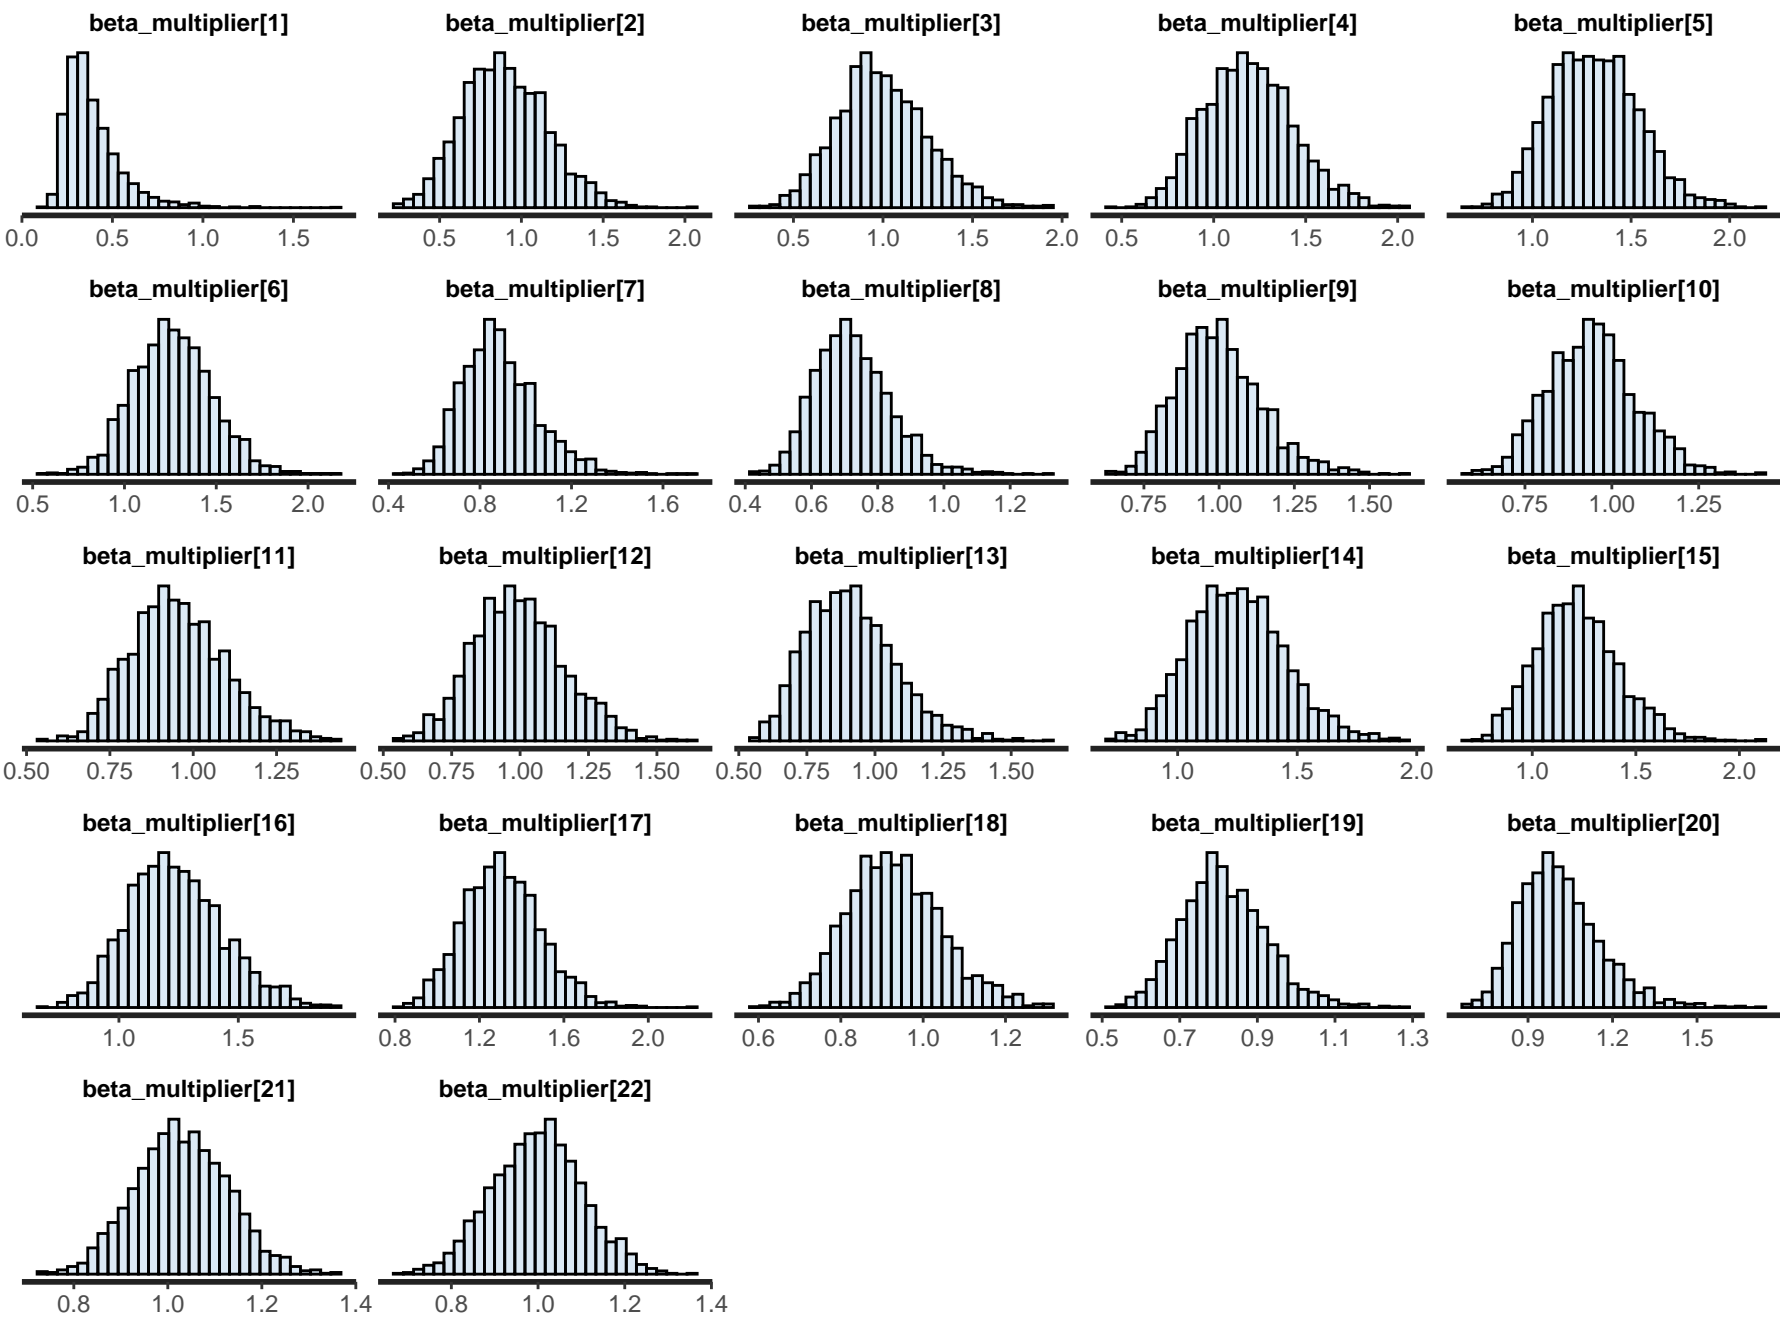 beta_multiplier[1] beta_multiplier[2] beta_multiplier[3] beta_multiplier[4] beta_multiplier[5]
0.0 0.5 1.0 1.5 0.5 1.0 1.5 2.0 0.5 1.0 1.5 2.0 0.5 1.0 1.5 2.0 1.0 1.5 2.0
beta_multiplier[6] beta_multiplier[7] beta_multiplier[8] beta_multiplier[9] beta_multiplier[10]
0.5 1.0 1.5 2.0 0.4 0.8 1.2 1.6 0.4 0.6 0.8 1.0 1.2 0.75 1.00 1.25 1.50 0.75 1.00 1.25
beta_multiplier[11] beta_multiplier[12] beta_multiplier[13] beta_multiplier[14] beta_multiplier[15]
0.50 0.75 1.00 1.25 0.50 0.75 1.00 1.25 1.50 0.50 0.75 1.00 1.25 1.50 1.0 1.5 2.0 1.0 1.5 2.0
beta_multiplier[16] beta_multiplier[17] beta_multiplier[18] beta_multiplier[19] beta_multiplier[20]
1.0 1.5 0.8 1.2 1.6 2.0 0.6 0.8 1.0 1.2 0.5 0.7 0.9 1.1 1.3 0.9 1.2 1.5
beta_multiplier[21] beta_multiplier[22]
0.8 1.0 1.2 1.4 0.8 1.0 1.2 1.4